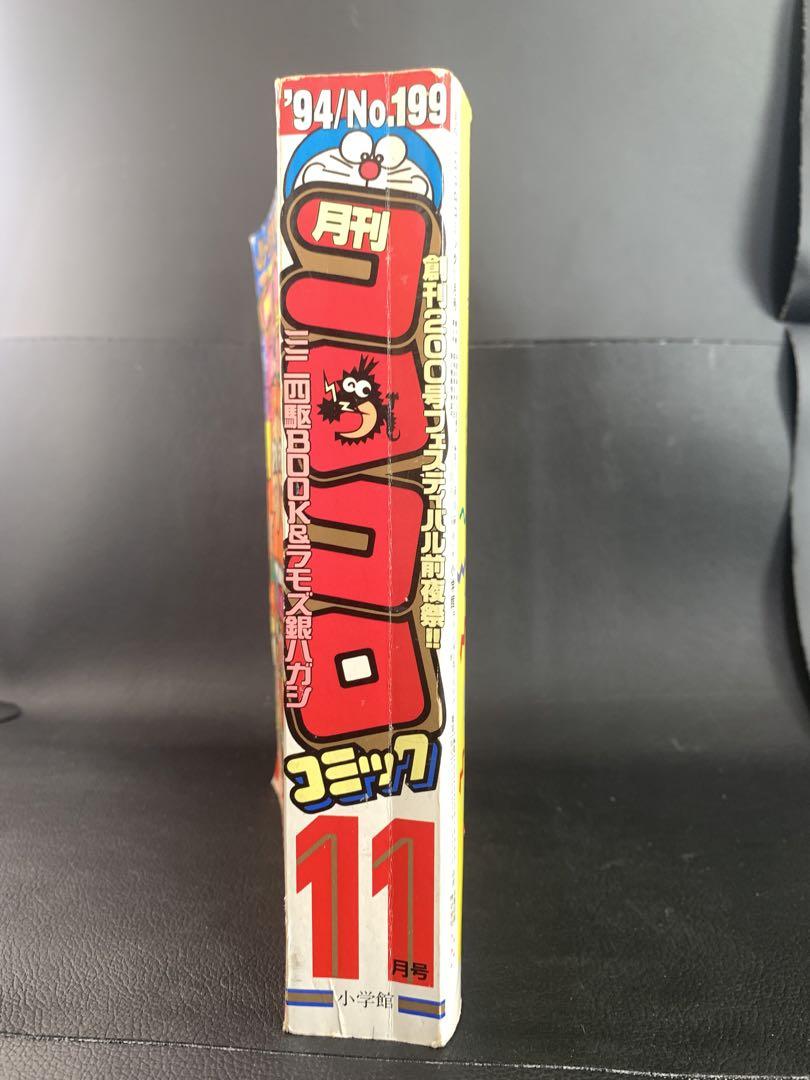 '94/No.199
月刊
コロコロ
コミック
創刊200号フェスティバル前夜祭!!
ミニ四駆BOOK&ラモズ銀ハガシ
11
月号
小学館